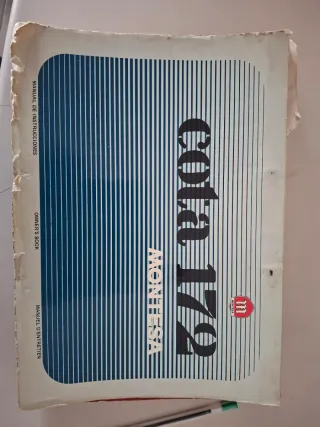 cota 172
MONTESA
m
MANUAL DE INSTRUCCIONES OWNER'S BOOK MANUEL D'ENTRETIEN